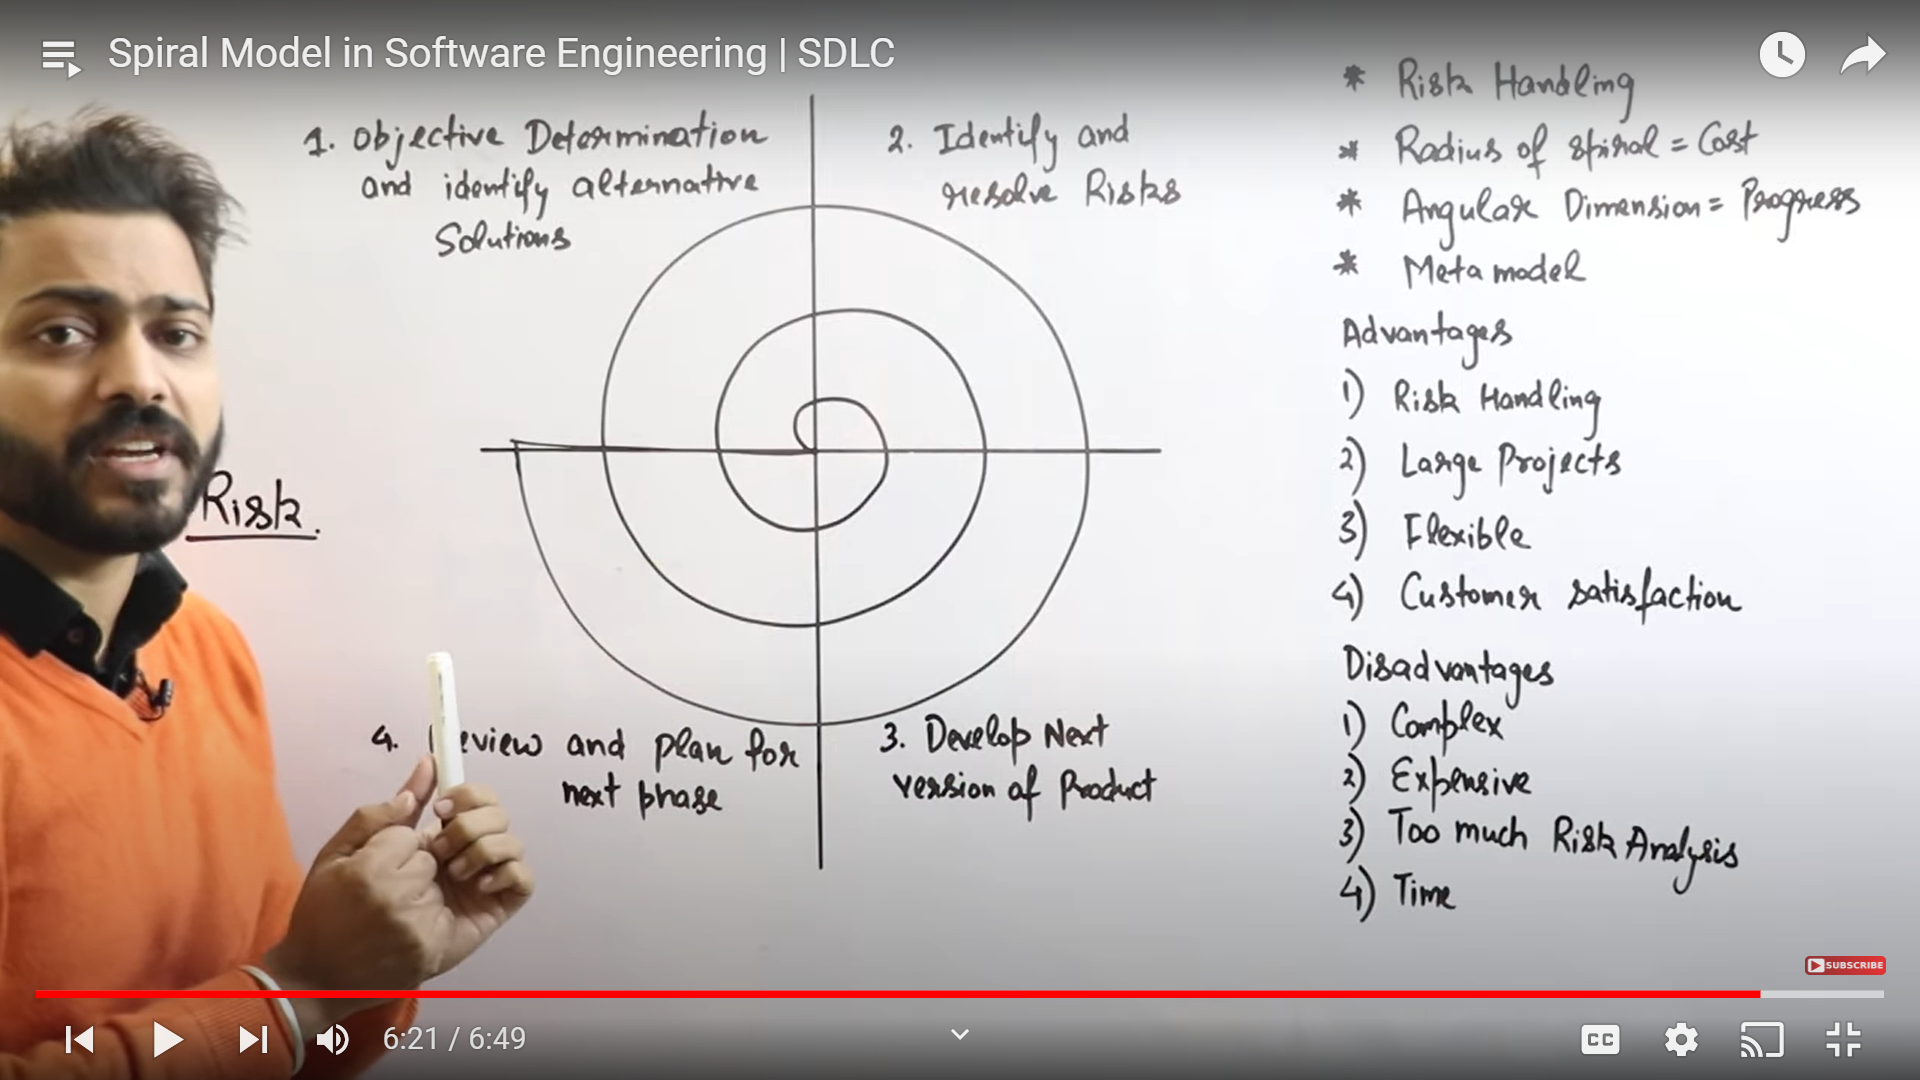 Spiral Model in Software Engineering | SDLC
1. Objective Determination
and identify alternative
Solutions
2. Identify and
resolve Risks
Risk.
4. eview and plan for
next phase
3. Develop Next
version of Product
* Risk Handling
* Radius of spiral = Cost
* Angular Dimension = Progress
* Meta model
Advantages
1) Risk Handling
2) Large Projects
3) Flexible
4) Customer satisfaction
Disadvantages
1) Complex
2) Expensive
3) Too much Risk Analysis
4) Time
SUBSCRIBE
6:21 / 6:49
CC